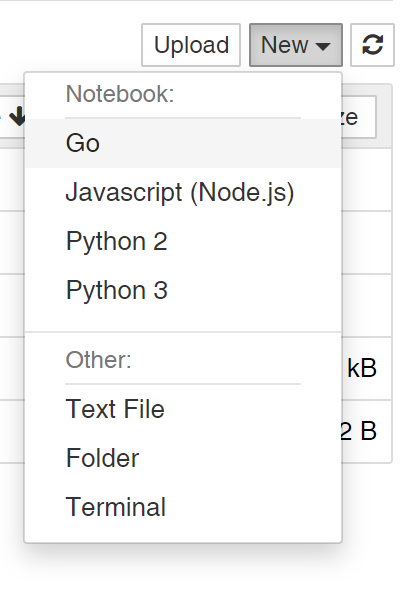 Upload New
Notebook:
ze
Go
Javascript (Node.js)
Python 2
Python 3
Other:
kB
Text File
2 B
Folder
Terminal